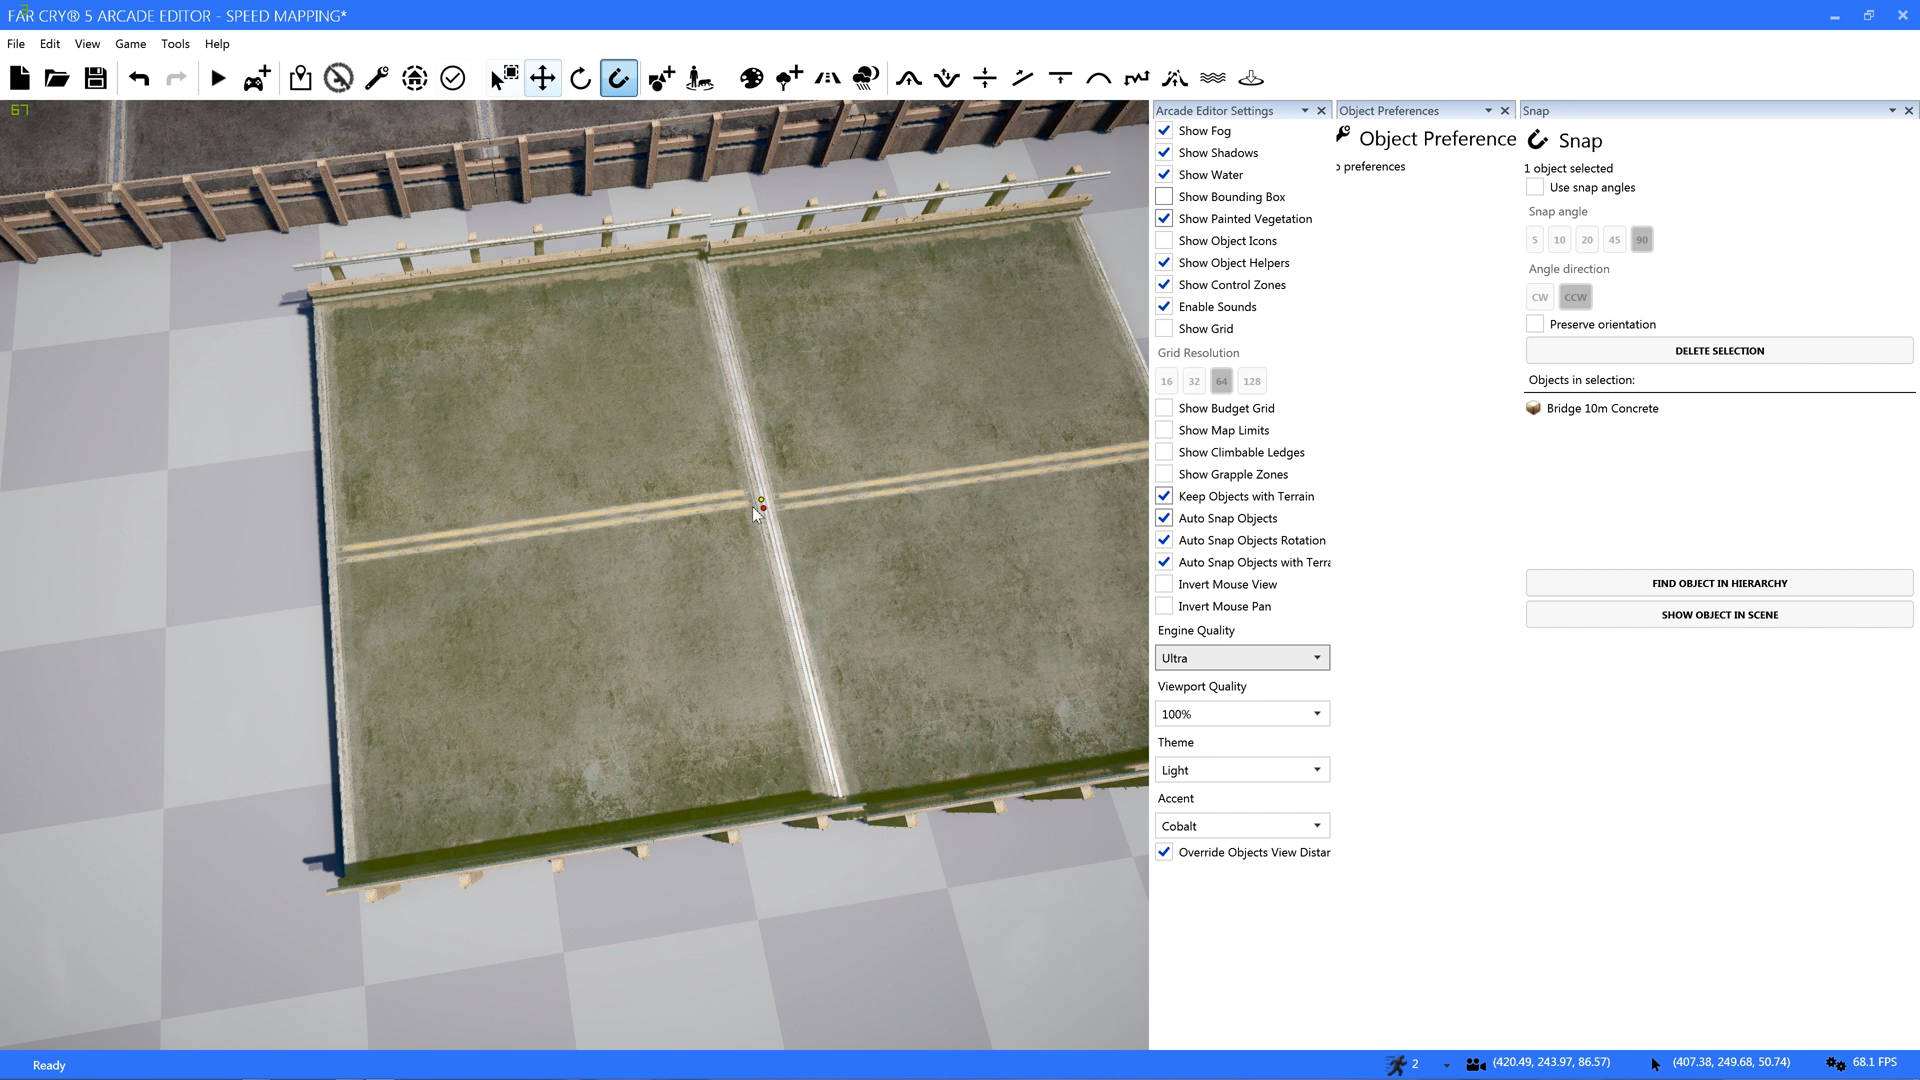 FAR CRY® 5 ARCADE EDITOR - SPEED MAPPING*
File Edit View Game Tools Help
67
Arcade Editor Settings
Show Fog
Show Shadows
Show Water
Show Bounding Box
Show Painted Vegetation
Show Object Icons
Show Object Helpers
Show Control Zones
Enable Sounds
Show Grid
Grid Resolution
16 32 64 128
Show Budget Grid
Show Map Limits
Show Climbable Ledges
Show Grapple Zones
Keep Objects with Terrain
Auto Snap Objects
Auto Snap Objects Rotation
Auto Snap Objects with Terra
Invert Mouse View
Invert Mouse Pan
Engine Quality
Ultra
Viewport Quality
100%
Theme
Light
Accent
Cobalt
Override Objects View Distar
Object Preferences
Object Preference
o preferences
Snap
Snap
1 object selected
Use snap angles
Snap angle
5 10 20 45 90
Angle direction
CW CCW
Preserve orientation
DELETE SELECTION
Objects in selection:
Bridge 10m Concrete
FIND OBJECT IN HIERARCHY
SHOW OBJECT IN SCENE
Ready
2 (420.49, 243.97, 86.57) (407.38, 249.68, 50.74) 68.1 FPS